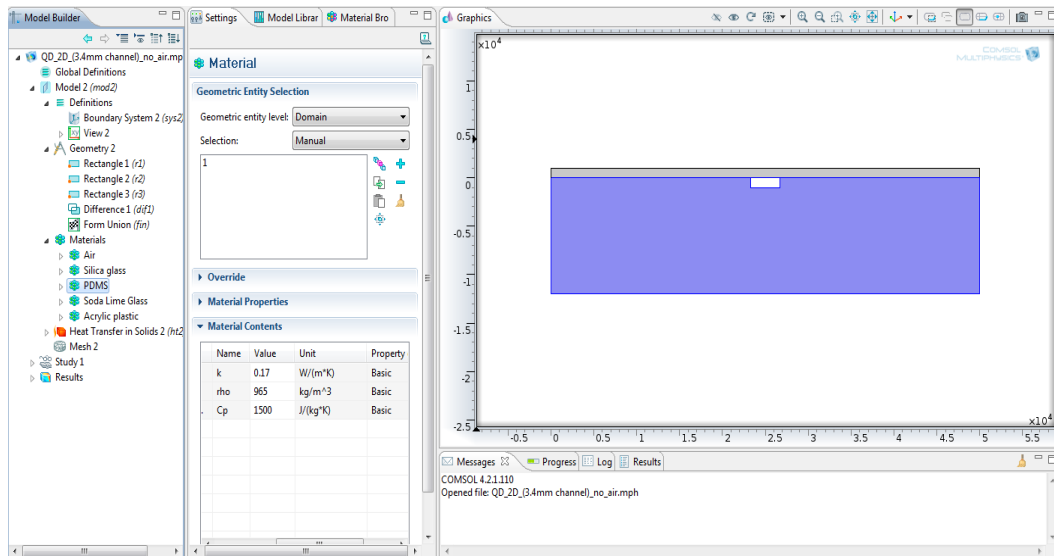 Model Builder
QD_2D_(3.4mm channel)_no_air.mp
Global Definitions
Model 2 (mod2)
Definitions
Boundary System 2 (sys2)
View 2
Geometry 2
Rectangle 1 (r1)
Rectangle 2 (r2)
Rectangle 3 (r3)
Difference 1 (dif1)
Form Union (fin)
Materials
Air
Silica glass
PDMS
Soda Lime Glass
Acrylic plastic
Heat Transfer in Solids 2 (ht2
Mesh 2
Study 1
Results
Settings
Model Librar
Material Bro
Material
Geometric Entity Selection
Geometric entity level: Domain
Selection: Manual
1
Override
Material Properties
Material Contents
Name Value Unit Property
k 0.17 W/(m*K) Basic
rho 965 kg/m^3 Basic
Cp 1500 J/(kg*K) Basic
Graphics
×10⁴
COMSOL
MULTIPHYSICS
1
0.5
0
-0.5
-1
-1.5
-2
-2.5
×10⁴
-0.5 0 0.5 1 1.5 2 2.5 3 3.5 4 4.5 5 5.5
Messages
Progress
Log
Results
COMSOL 4.2.1.110
Opened file: QD_2D_(3.4mm channel)_no_air.mph